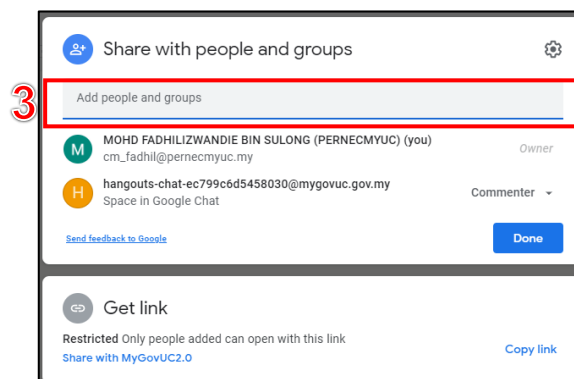 Share with people and groups
3
Add people and groups
M
MOHD FADHILIZWANDIE BIN SULONG (PERNECMYUC) (you)
cm_fadhil@pernecmyuc.my
Owner
H
hangouts-chat-ec799c6d5458030@mygovuc.gov.my
Space in Google Chat
Commenter
Send feedback to Google
Done
Get link
Restricted Only people added can open with this link
Share with MyGovUC2.0
Copy link